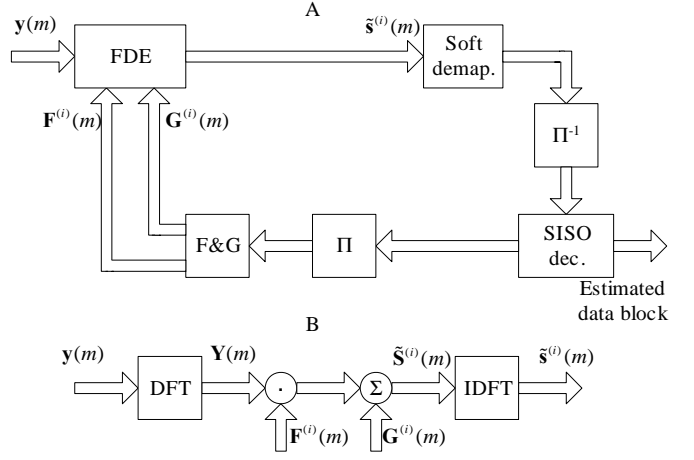 A
y(m)
FDE
s̃⁽ⁱ⁾(m)
Soft
demap.
F⁽ⁱ⁾(m)
G⁽ⁱ⁾(m)
Π⁻¹
F&G
Π
SISO
dec.
Estimated
data block
B
y(m)
DFT
Y(m)
·
Σ
S̃⁽ⁱ⁾(m)
IDFT
s̃⁽ⁱ⁾(m)
F⁽ⁱ⁾(m)
G⁽ⁱ⁾(m)